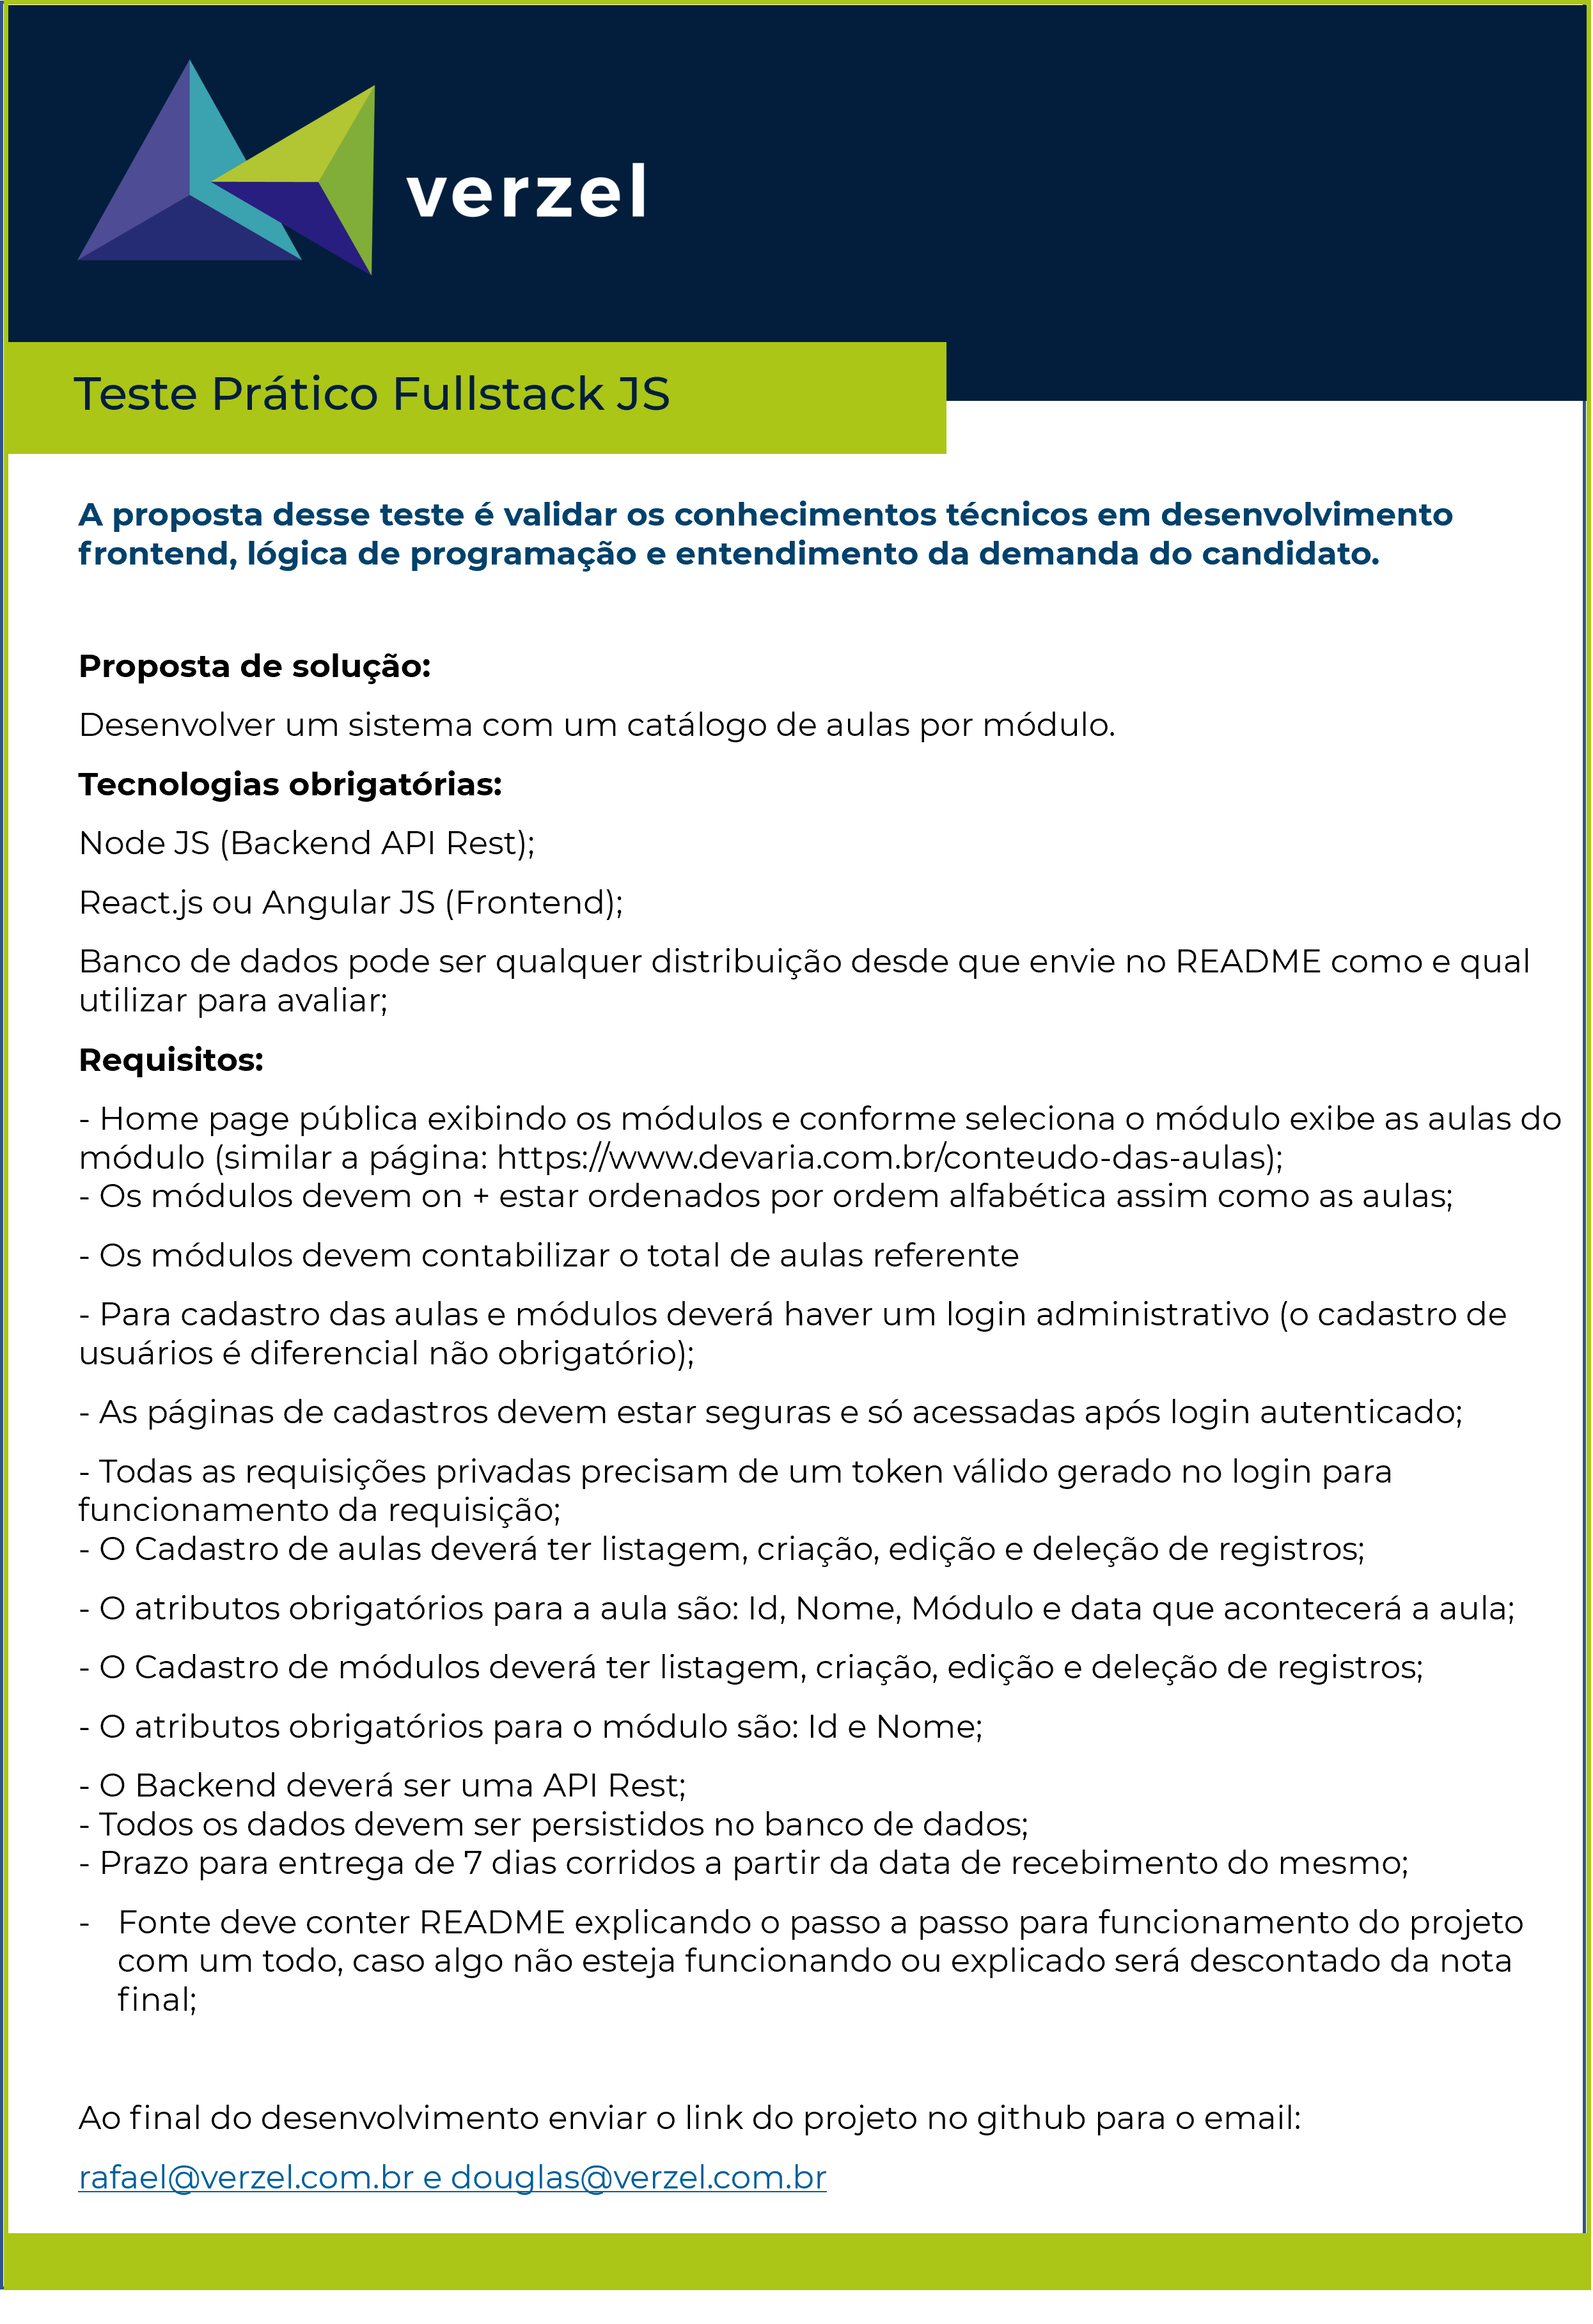 verzel
Teste Prático Fullstack JS
A proposta desse teste é validar os conhecimentos técnicos em desenvolvimento
frontend, lógica de programação e entendimento da demanda do candidato.
Proposta de solução:
Desenvolver um sistema com um catálogo de aulas por módulo.
Tecnologias obrigatórias:
Node JS (Backend API Rest);
React.js ou Angular JS (Frontend);
Banco de dados pode ser qualquer distribuição desde que envie no README como e qual
utilizar para avaliar;
Requisitos:
- Home page pública exibindo os módulos e conforme seleciona o módulo exibe as aulas do
módulo (similar a página: https://www.devaria.com.br/conteudo-das-aulas);
- Os módulos devem on + estar ordenados por ordem alfabética assim como as aulas;
- Os módulos devem contabilizar o total de aulas referente
- Para cadastro das aulas e módulos deverá haver um login administrativo (o cadastro de
usuários é diferencial não obrigatório);
- As páginas de cadastros devem estar seguras e só acessadas após login autenticado;
- Todas as requisições privadas precisam de um token válido gerado no login para
funcionamento da requisição;
- O Cadastro de aulas deverá ter listagem, criação, edição e deleção de registros;
- O atributos obrigatórios para a aula são: Id, Nome, Módulo e data que acontecerá a aula;
- O Cadastro de módulos deverá ter listagem, criação, edição e deleção de registros;
- O atributos obrigatórios para o módulo são: Id e Nome;
- O Backend deverá ser uma API Rest;
- Todos os dados devem ser persistidos no banco de dados;
- Prazo para entrega de 7 dias corridos a partir da data de recebimento do mesmo;
- Fonte deve conter README explicando o passo a passo para funcionamento do projeto
com um todo, caso algo não esteja funcionando ou explicado será descontado da nota
final;
Ao final do desenvolvimento enviar o link do projeto no github para o email:
rafael@verzel.com.br e douglas@verzel.com.br